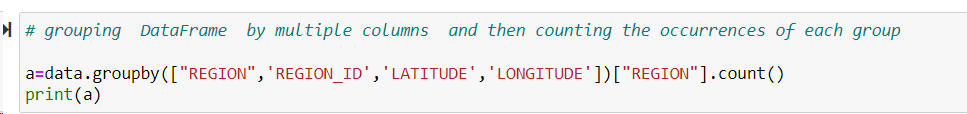 # grouping  DataFrame  by multiple columns  and then counting the occurrences of each group
a=data.groupby(["REGION",'REGION_ID','LATITUDE','LONGITUDE'])["REGION"].count()
print(a)